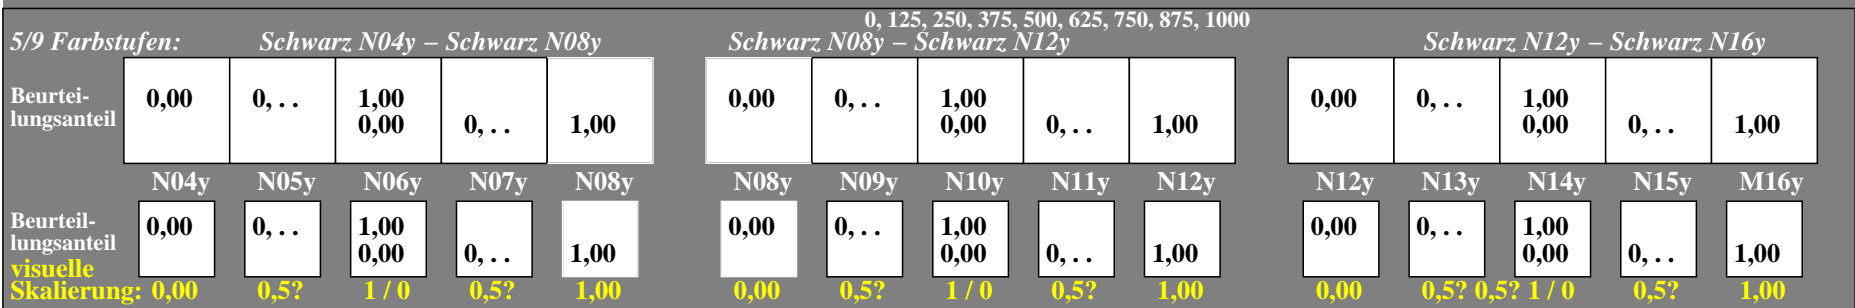 0, 125, 250, 375, 500, 625, 750, 875, 1000
5/9 Farbstufen: Schwarz N04y – Schwarz N08y Schwarz N08y – Schwarz N12y Schwarz N12y – Schwarz N16y
Beurtei- 0,00 0, . . 1,00 0,00 0, . . 1,00 0,00 0, . . 1,00
lungsanteil 0,00 0, . . 1,00 0,00 0, . . 1,00 0,00 0, . . 1,00
N04y N05y N06y N07y N08y N08y N09y N10y N11y N12y N12y N13y N14y N15y M16y
Beurteil- 0,00 0, . . 1,00 0,00 0, . . 1,00 0,00 0, . . 1,00
lungsanteil 0,00 0, . . 1,00 0,00 0, . . 1,00 0,00 0, . . 1,00
visuelle
Skalierung: 0,00 0,5? 1 / 0 0,5? 1,00 0,00 0,5? 1 / 0 0,5? 1,00 0,00 0,5? 0,5? 1 / 0 0,5? 1,00